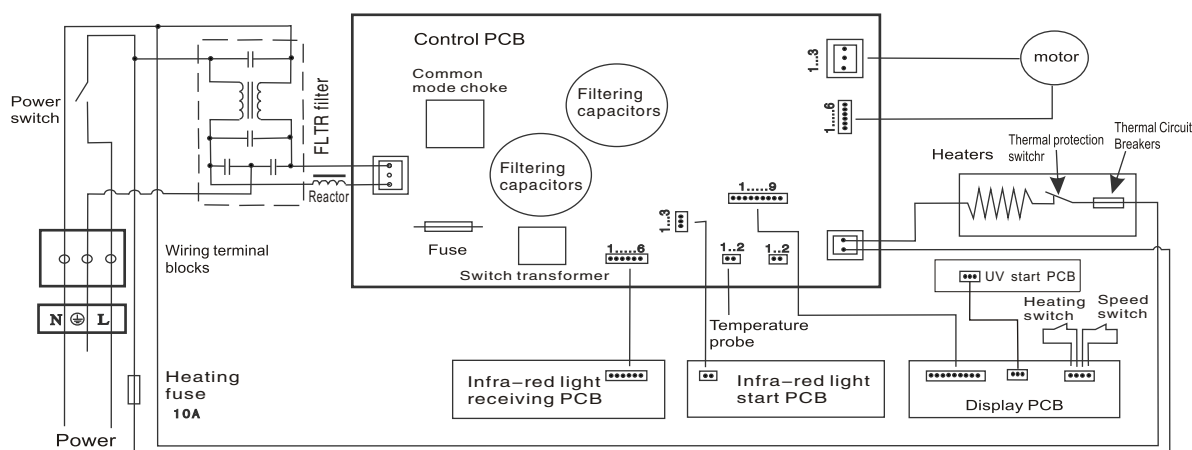 Control PCB
Common
mode choke
Filtering
capacitors
Filtering
capacitors
Fuse
Switch transformer
1...3
1...6
1.....9
1...3
1.....6
1..2
1..2
motor
Power
switch
FLTR filter
Reactor
Wiring terminal
blocks
N L
Heating
fuse
10A
Power
Heaters
Thermal protection
switchr
Thermal Circuit
Breakers
Temperature
probe
UV start PCB
Heating
switch
Speed
switch
Infra-red light
receiving PCB
Infra-red light
start PCB
Display PCB